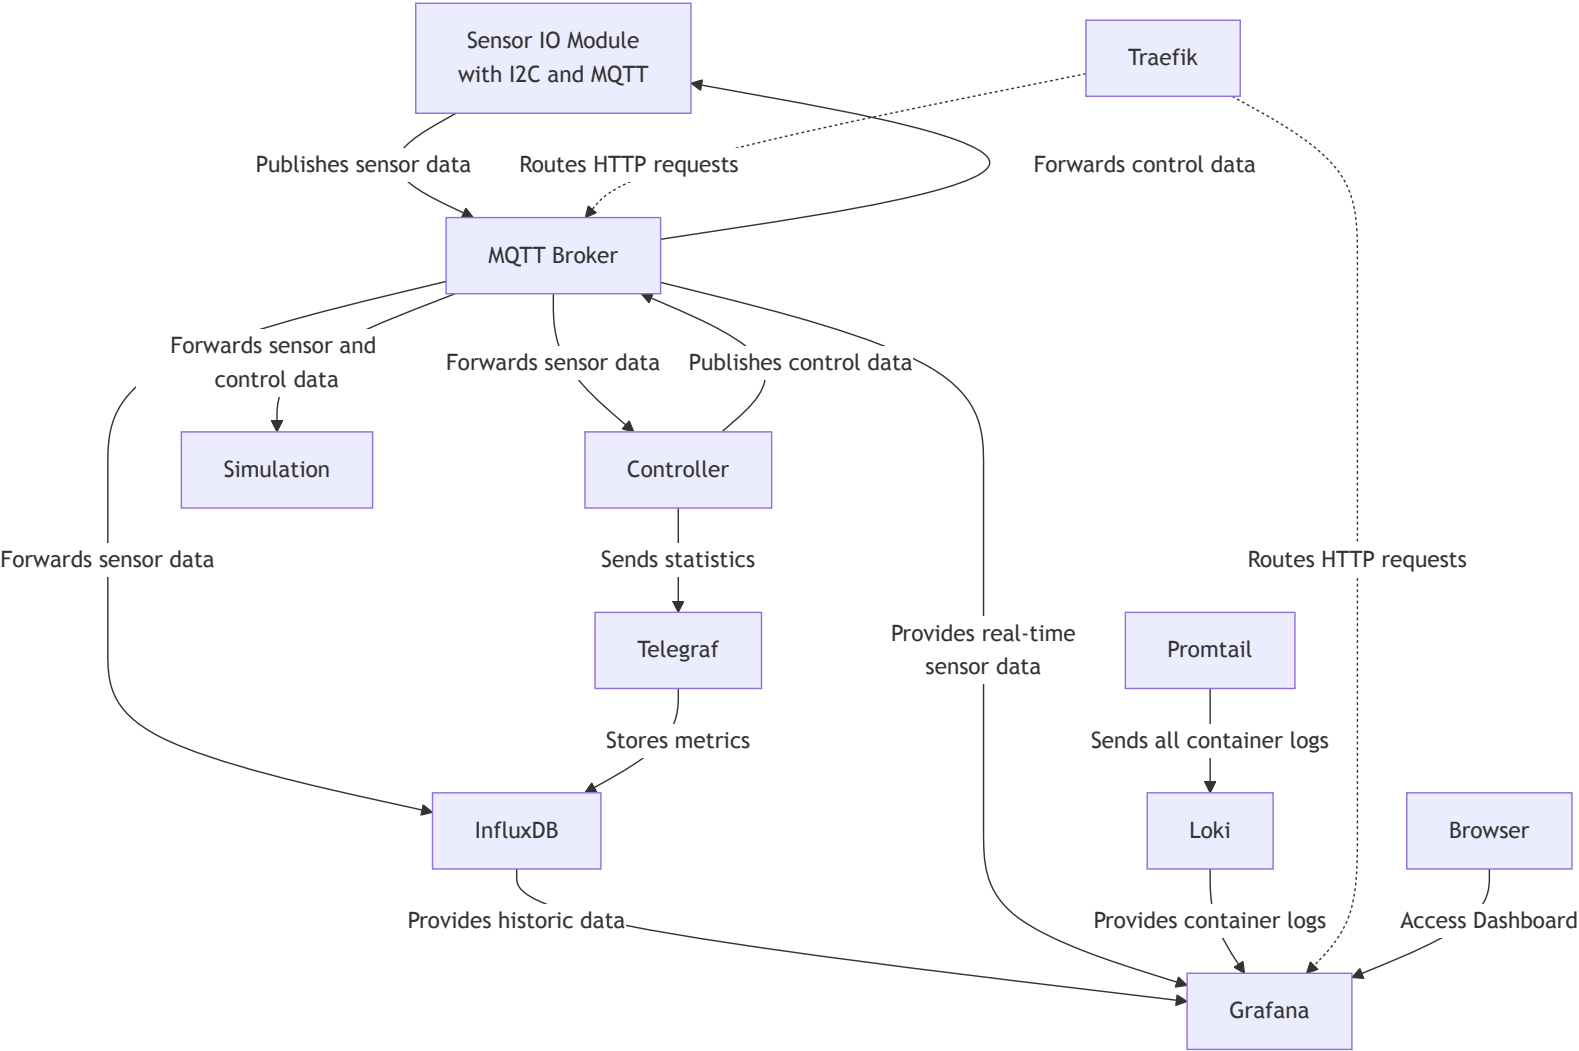 Sensor IO Module
with I2C and MQTT
Traefik
Publishes sensor data
Routes HTTP requests
Forwards control data
MQTT Broker
Forwards sensor and
control data
Forwards sensor data
Publishes control data
Simulation
Controller
Forwards sensor data
Sends statistics
Routes HTTP requests
Provides real-time
sensor data
Telegraf
Promtail
Stores metrics
Sends all container logs
InfluxDB
Loki
Browser
Provides historic data
Provides container logs
Access Dashboard
Grafana